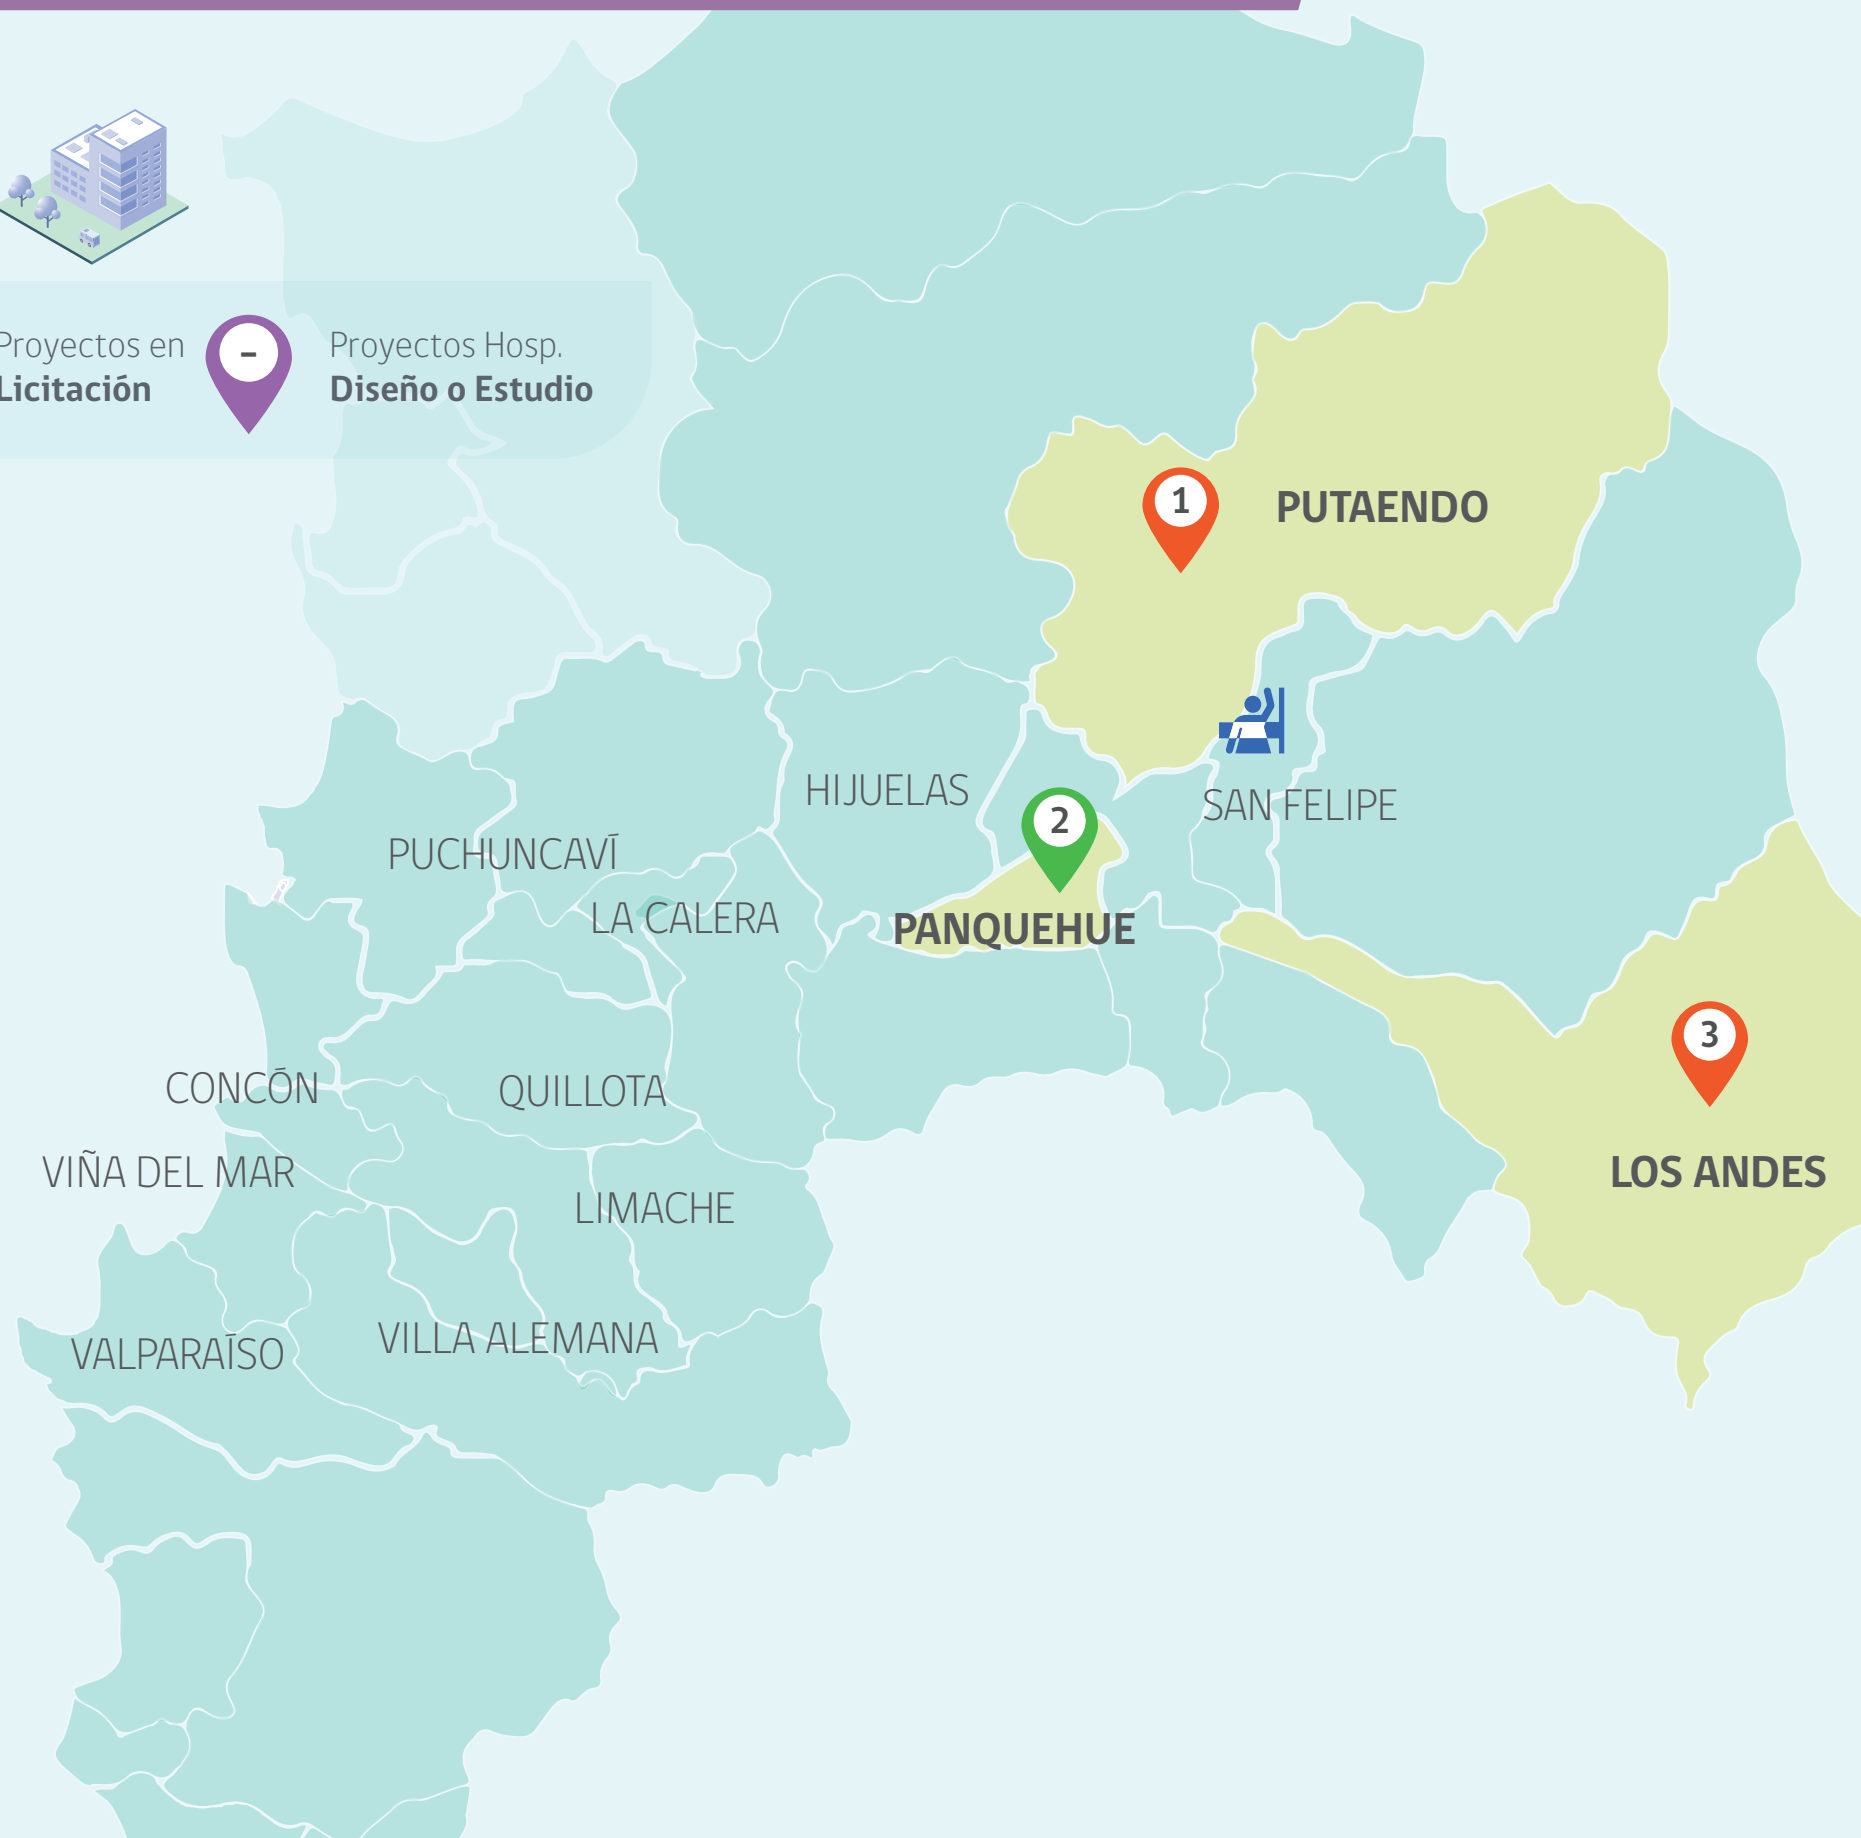 Proyectos en
Licitación
-
Proyectos Hosp.
Diseño o Estudio
1
PUTAENDO
HIJUELAS
2
SAN FELIPE
PUCHUNCAVÍ
LA CALERA
PANQUEHUE
3
CONCÓN
QUILLOTA
VIÑA DEL MAR
LOS ANDES
LIMACHE
VALPARAÍSO
VILLA ALEMANA